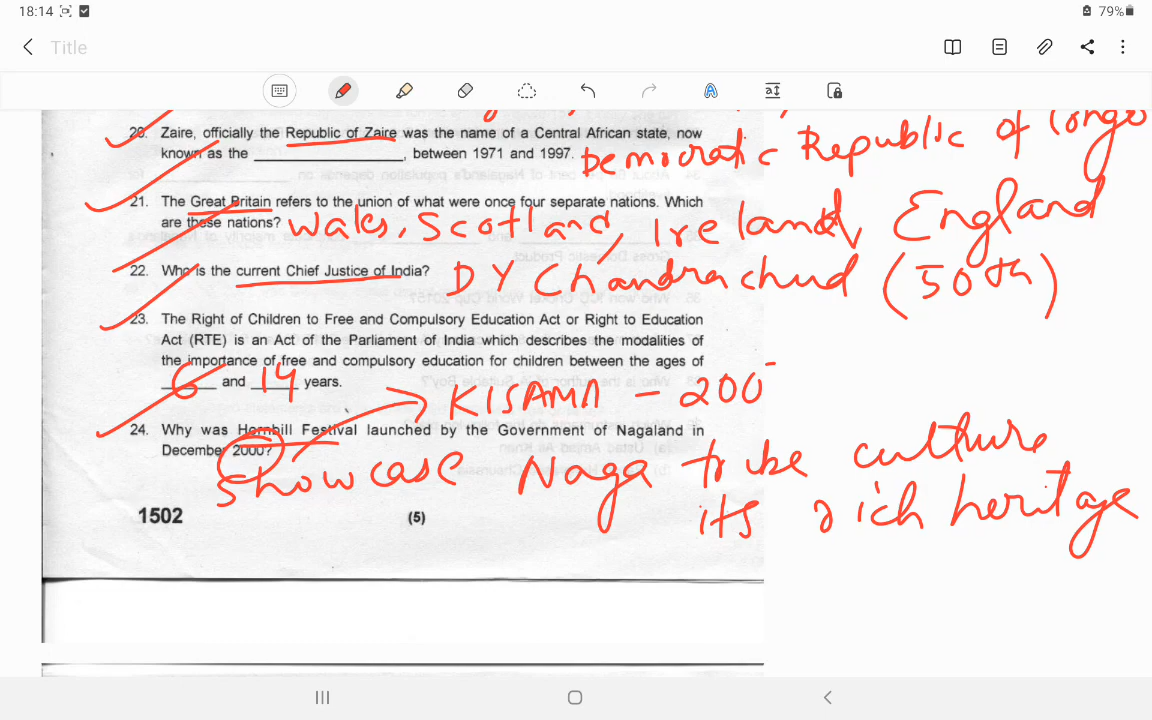 18:14
79%
Title
20. Zaire, officially the Republic of Zaire was the name of a Central African state, now
known as the ____________, between 1971 and 1997. Democratic Republic of Congo
21. The Great Britain refers to the union of what were once four separate nations. Which
are these nations? Wales, Scotland, Ireland, England
22. Who is the current Chief Justice of India? DY Chandrachud (50th)
23. The Right of Children to Free and Compulsory Education Act or Right to Education
Act (RTE) is an Act of the Parliament of India which describes the modalities of
the importance of free and compulsory education for children between the ages of
6 and 14 years.
KISAMA - 200
24. Why was Hornbill Festival launched by the Government of Nagaland in
December 2000?
Showcase Naga tribe culture
its rich heritage
1502
(5)